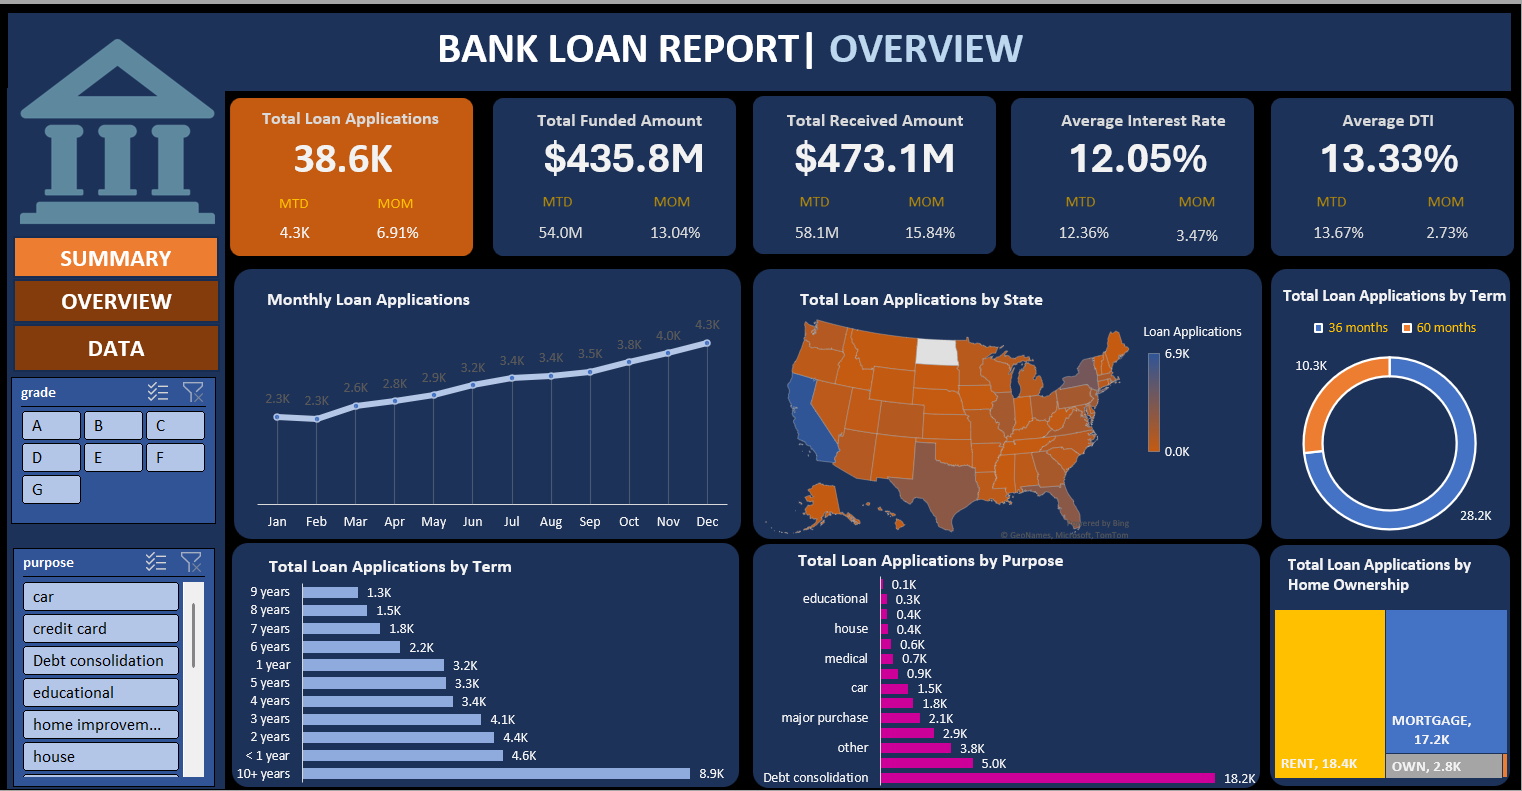 BANK LOAN REPORT| OVERVIEW
SUMMARY
OVERVIEW
DATA
grade
A
B
C
D
E
F
G
purpose
car
credit card
Debt consolidation
educational
home improvem...
house
Total Loan Applications
38.6K
MTD MOM
4.3K 6.91%
Total Funded Amount
$435.8M
MTD MOM
54.0M 13.04%
Total Received Amount
$473.1M
MTD MOM
58.1M 15.84%
Average Interest Rate
12.05%
MTD MOM
12.36% 3.47%
Average DTI
13.33%
MTD MOM
13.67% 2.73%
Monthly Loan Applications
2.3K 2.3K 2.6K 2.8K 2.9K 3.2K 3.4K 3.4K 3.5K 3.8K 4.0K 4.3K
Jan Feb Mar Apr May Jun Jul Aug Sep Oct Nov Dec
Total Loan Applications by State
Loan Applications
6.9K
0.0K
Powered by Bing
© GeoNames, Microsoft, TomTom
Total Loan Applications by Term
36 months 60 months
10.3K
28.2K
Total Loan Applications by Term
9 years 1.3K
8 years 1.5K
7 years 1.8K
6 years 2.2K
1 year 3.2K
5 years 3.3K
4 years 3.4K
3 years 4.1K
2 years 4.4K
< 1 year 4.6K
10+ years 8.9K
Total Loan Applications by Purpose
0.1K
educational 0.3K
0.4K
house 0.4K
0.6K
medical 0.7K
0.9K
car 1.5K
1.8K
major purchase 2.1K
2.9K
other 3.8K
5.0K
Debt consolidation 18.2K
Total Loan Applications by
Home Ownership
RENT, 18.4K
MORTGAGE,
17.2K
OWN, 2.8K